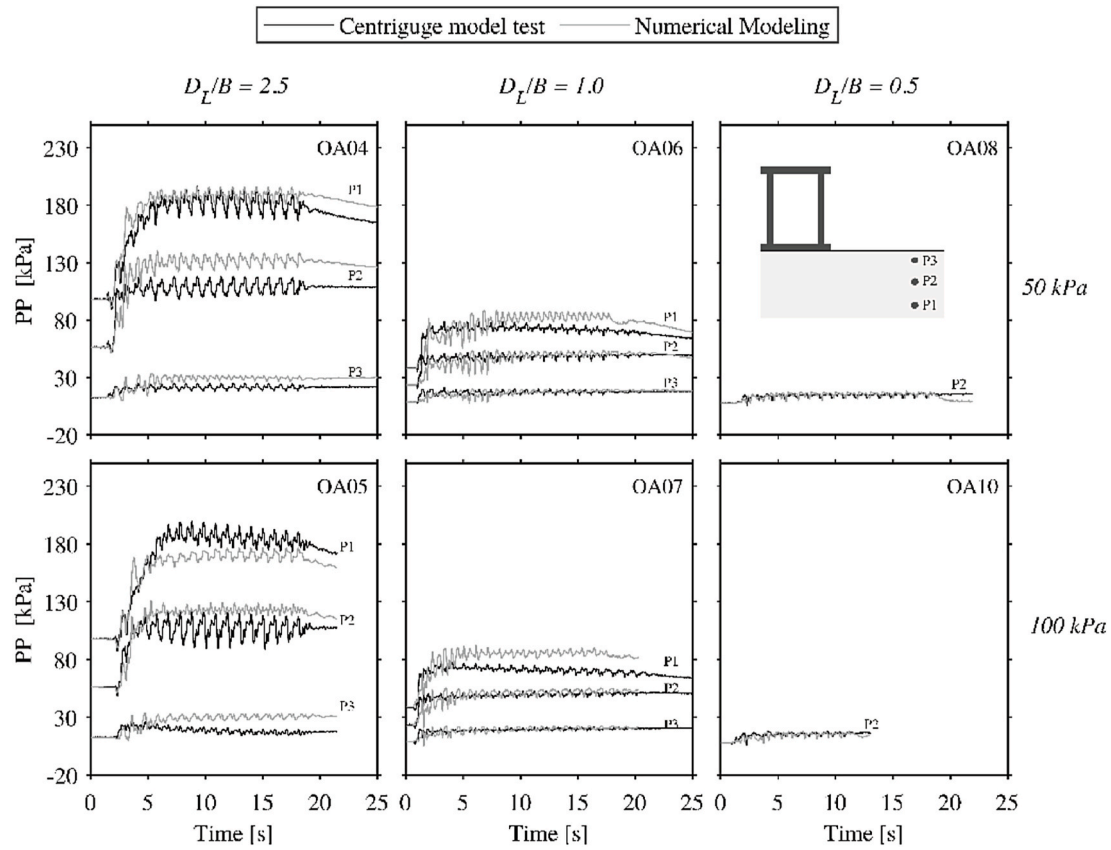 Centriguge model test
Numerical Modeling
D_L/B = 2.5
D_L/B = 1.0
D_L/B = 0.5
230
180
130
80
30
-20
PP [kPa]
OA04
P1
P2
P3
OA06
P1
P2
P3
OA08
P3
P2
P1
P2
50 kPa
230
180
130
80
30
-20
PP [kPa]
OA05
P1
P2
P3
OA07
P1
P2
P3
OA10
P2
100 kPa
0 5 10 15 20 25
0 5 10 15 20 25
0 5 10 15 20 25
Time [s]
Time [s]
Time [s]